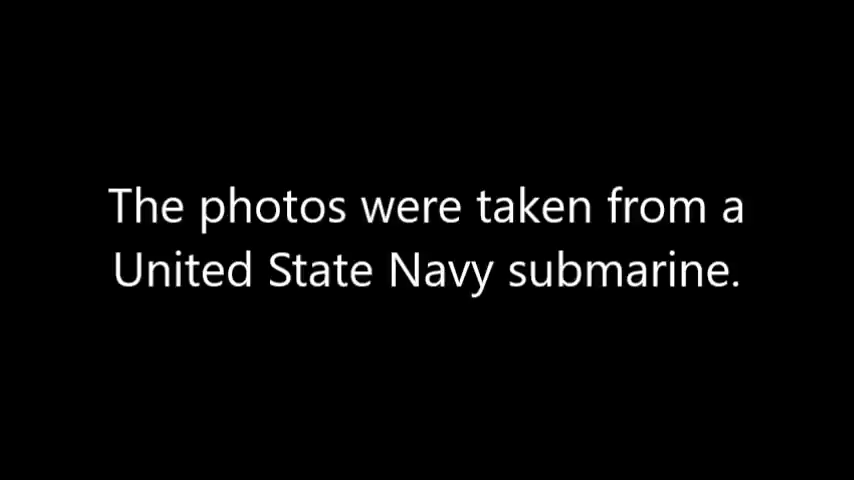 The photos were taken from a
United State Navy submarine.